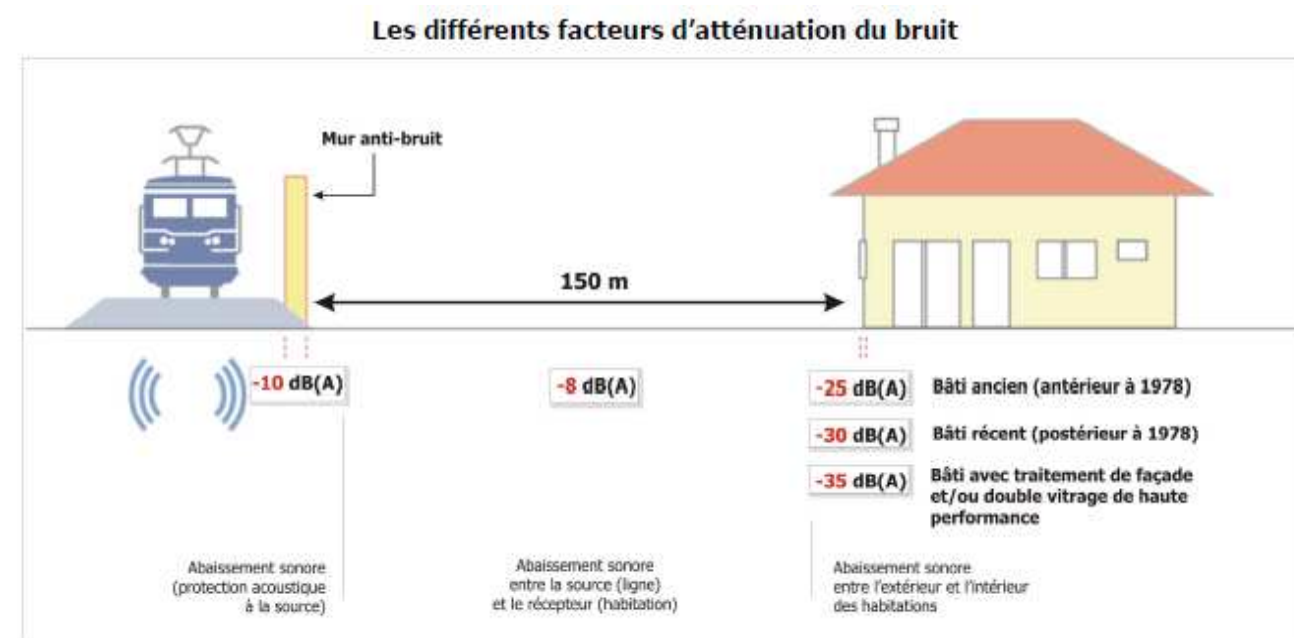 Les différents facteurs d'atténuation du bruit
Mur anti-bruit
150 m
-10 dB(A)
-8 dB(A)
-25 dB(A) Bâti ancien (antérieur à 1978)
-30 dB(A) Bâti récent (postérieur à 1978)
-35 dB(A) Bâti avec traitement de façade
et/ou double vitrage de haute
performance
Abaissement sonore
(protection acoustique
à la source)
Abaissement sonore
entre la source (ligne)
et le récepteur (habitation)
Abaissement sonore
entre l'extérieur et l'intérieur
des habitations